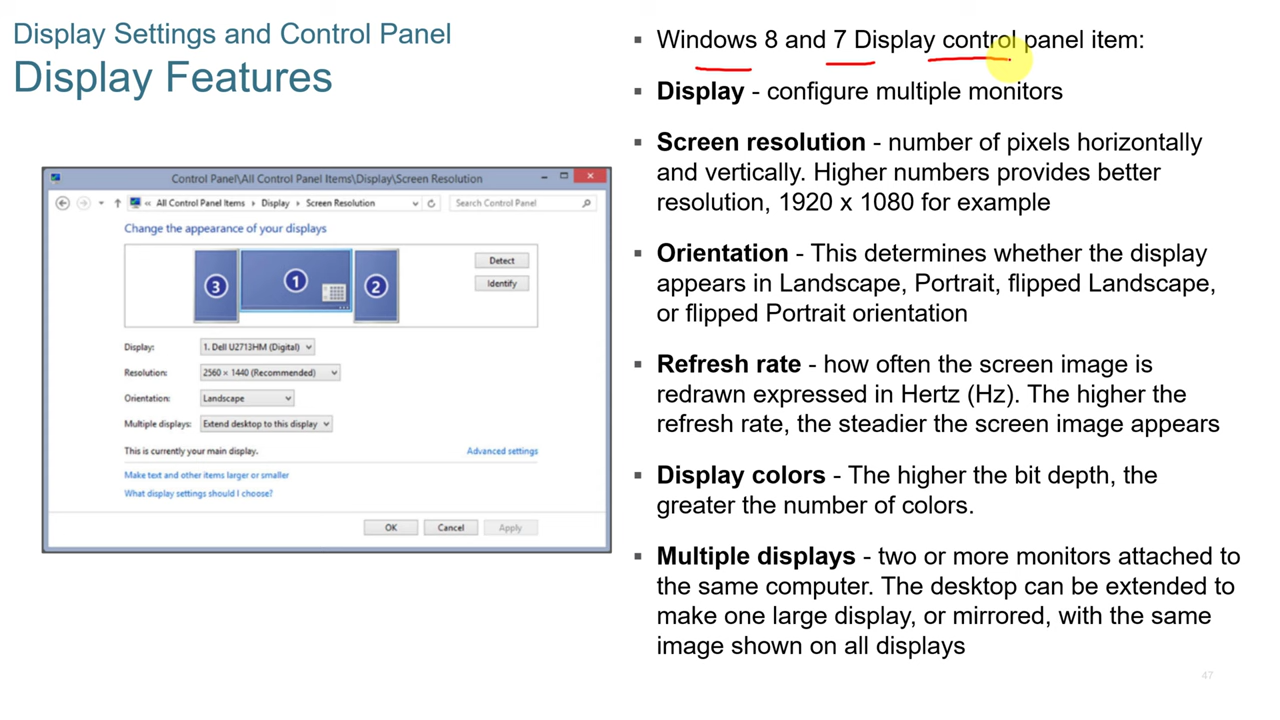 Display Settings and Control Panel
Display Features
Control Panel\All Control Panel Items\Display\Screen Resolution
« All Control Panel Items › Display › Screen Resolution
Search Control Panel
Change the appearance of your displays
3
1
2
Detect
Identify
Display: 1. Dell U2713HM (Digital)
Resolution: 2560 × 1440 (Recommended)
Orientation: Landscape
Multiple displays: Extend desktop to this display
This is currently your main display.
Advanced settings
Make text and other items larger or smaller
What display settings should I choose?
OK Cancel Apply
▪ Windows 8 and 7 Display control panel item:
▪ Display - configure multiple monitors
▪ Screen resolution - number of pixels horizontally
and vertically. Higher numbers provides better
resolution, 1920 x 1080 for example
▪ Orientation - This determines whether the display
appears in Landscape, Portrait, flipped Landscape,
or flipped Portrait orientation
▪ Refresh rate - how often the screen image is
redrawn expressed in Hertz (Hz). The higher the
refresh rate, the steadier the screen image appears
▪ Display colors - The higher the bit depth, the
greater the number of colors.
▪ Multiple displays - two or more monitors attached to
the same computer. The desktop can be extended to
make one large display, or mirrored, with the same
image shown on all displays
47